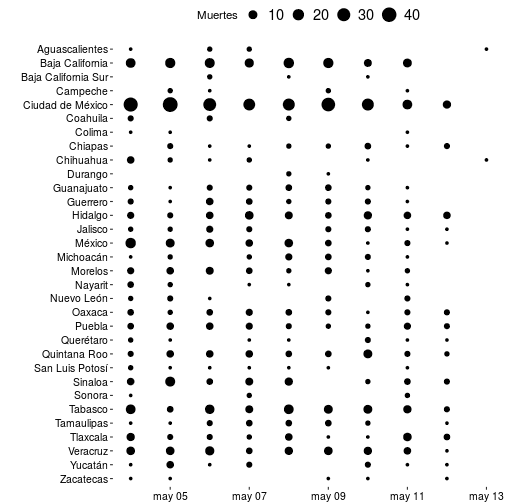 Muertes 10 20 30 40
Aguascalientes
Baja California
Baja California Sur
Campeche
Ciudad de México
Coahuila
Colima
Chiapas
Chihuahua
Durango
Guanajuato
Guerrero
Hidalgo
Jalisco
México
Michoacán
Morelos
Nayarit
Nuevo León
Oaxaca
Puebla
Querétaro
Quintana Roo
San Luis Potosí
Sinaloa
Sonora
Tabasco
Tamaulipas
Tlaxcala
Veracruz
Yucatán
Zacatecas
may 05 may 07 may 09 may 11 may 13